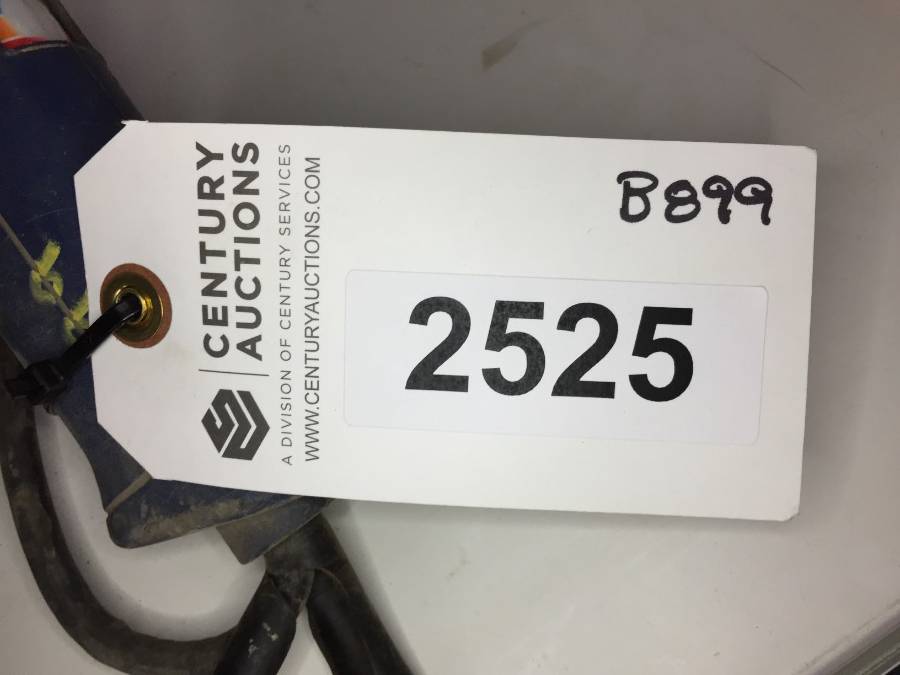 CENTURY
AUCTIONS
A DIVISION OF CENTURY SERVICES
WWW.CENTURYAUCTIONS.COM
B899
2525